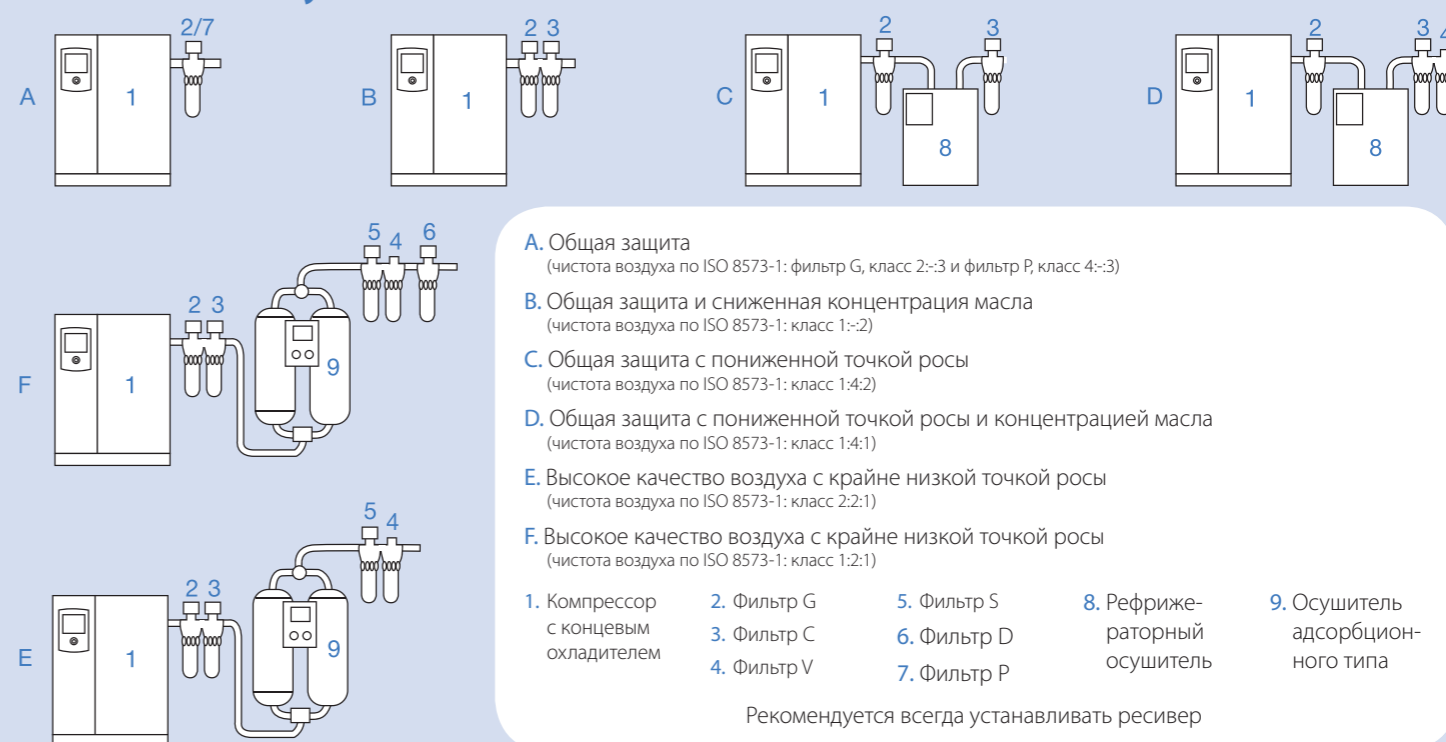 2/7
2 3
2
3
2
3 4
A
1
B
1
C
1
8
D
1
8
5 4 6
2 3
F
1
9
A. Общая защита
(чистота воздуха по ISO 8573-1: фильтр G, класс 2:-:3 и фильтр P, класс 4:-:3)
B. Общая защита и сниженная концентрация масла
(чистота воздуха по ISO 8573-1: класс 1:-:2)
C. Общая защита с пониженной точкой росы
(чистота воздуха по ISO 8573-1: класс 1:4:2)
D. Общая защита с пониженной точкой росы и концентрацией масла
(чистота воздуха по ISO 8573-1: класс 1:4:1)
E. Высокое качество воздуха с крайне низкой точкой росы
(чистота воздуха по ISO 8573-1: класс 2:2:1)
F. Высокое качество воздуха с крайне низкой точкой росы
(чистота воздуха по ISO 8573-1: класс 1:2:1)
5 4
2 3
E
1
9
1. Компрессор
с концевым
охладителем
2. Фильтр G
3. Фильтр C
4. Фильтр V
5. Фильтр S
6. Фильтр D
7. Фильтр P
8. Рефриже-
раторный
осушитель
9. Осушитель
адсорбцион-
ного типа
Рекомендуется всегда устанавливать ресивер